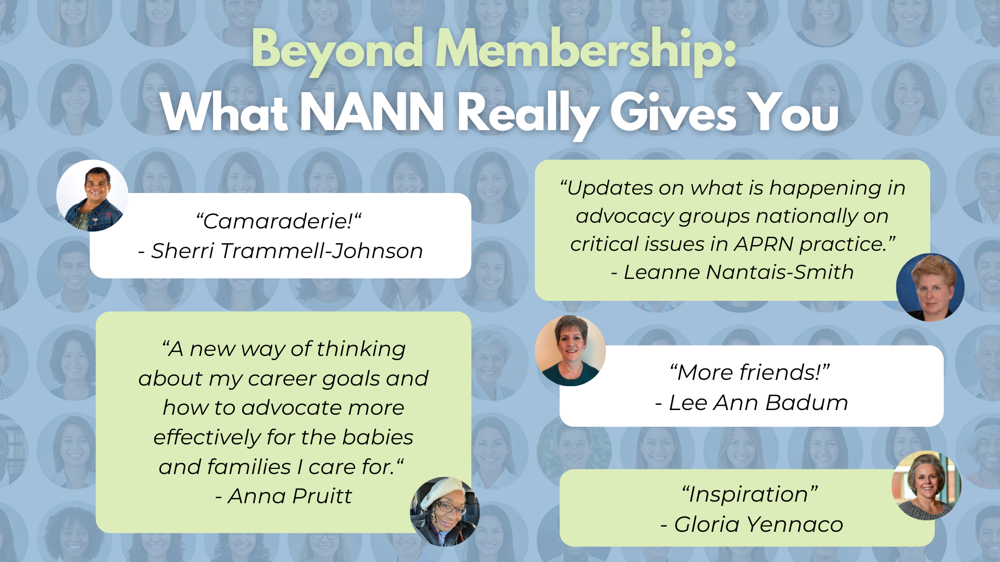 Beyond Membership:
What NANN Really Gives You
“Camaraderie!“
- Sherri Trammell-Johnson
“A new way of thinking
about my career goals and
how to advocate more
effectively for the babies
and families I care for.“
- Anna Pruitt
“Updates on what is happening in
advocacy groups nationally on
critical issues in APRN practice.”
- Leanne Nantais-Smith
“More friends!”
- Lee Ann Badum
“Inspiration”
- Gloria Yennaco